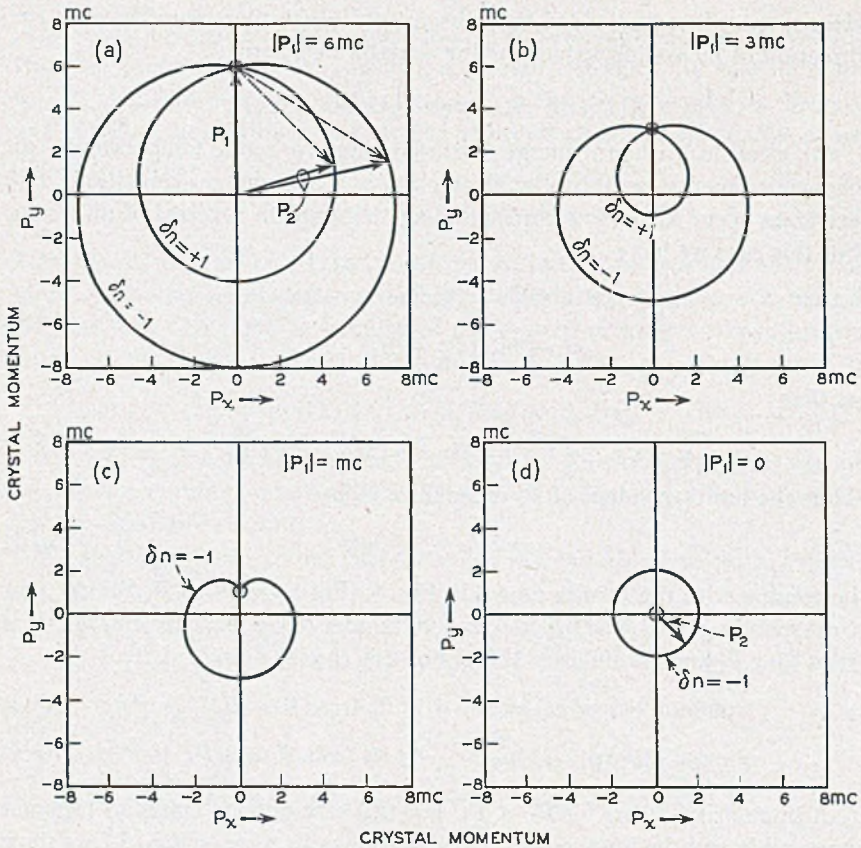 mc
(a)
|P₁| = 6mc
8
6
4
2
0
-2
-4
-6
-8
P₁
P₂
δn=+1
δn=-1
Py
-8 -6 -4 -2 0 2 4 6 8mc
Px
mc
(b)
|P₁| = 3mc
8
6
4
2
0
-2
-4
-6
-8
δn=+1
δn=-1
Py
-8 -6 -4 -2 0 2 4 6 8mc
Px
CRYSTAL MOMENTUM
mc
(c)
|P₁| = mc
8
6
4
2
0
-2
-4
-6
-8
δn=-1
Py
-8 -6 -4 -2 0 2 4 6 8mc
Px
mc
(d)
|P₁| = 0
8
6
4
2
0
-2
-4
-6
-8
P₂
δn=-1
Py
-8 -6 -4 -2 0 2 4 6 8mc
Px
CRYSTAL MOMENTUM